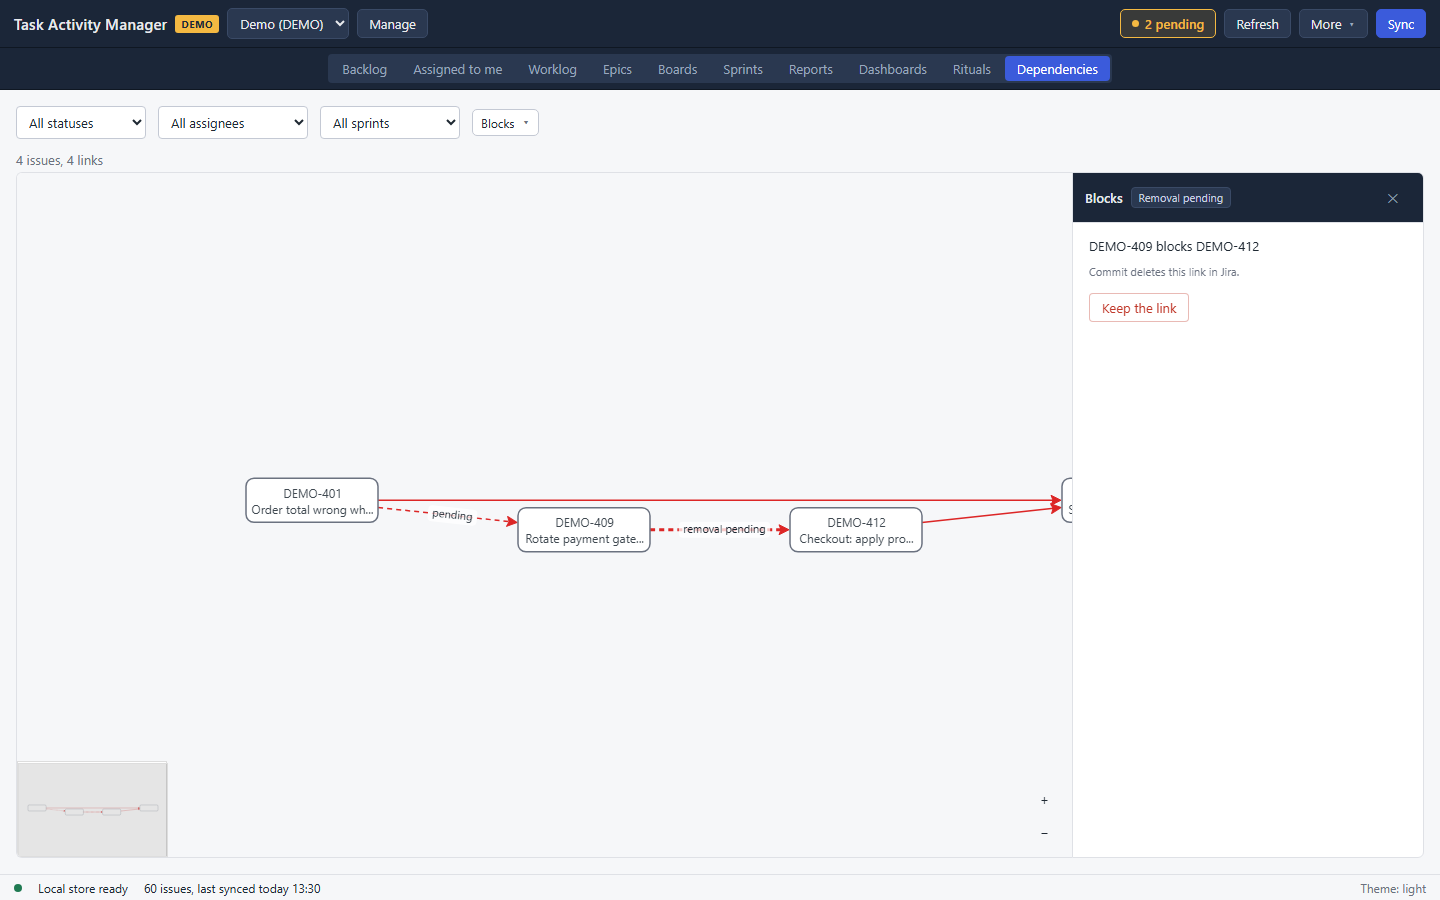 Task Activity Manager DEMO Demo (DEMO) Manage 2 pending Refresh More Sync
Backlog Assigned to me Worklog Epics Boards Sprints Reports Dashboards Rituals Dependencies
All statuses All assignees All sprints Blocks
4 issues, 4 links
Blocks Removal pending
DEMO-409 blocks DEMO-412
Commit deletes this link in Jira.
Keep the link
DEMO-401
Order total wrong wh...
pending
DEMO-409
Rotate payment gate...
removal pending
DEMO-412
Checkout: apply pro...
S
+
−
Local store ready 60 issues, last synced today 13:30 Theme: light